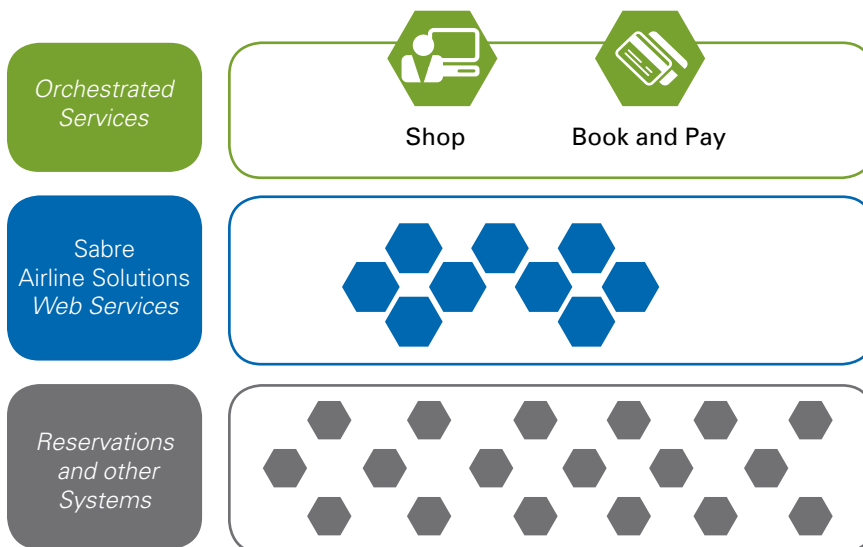 Orchestrated
Services
Shop
Book and Pay
Sabre
Airline Solutions
Web Services
Reservations
and other
Systems